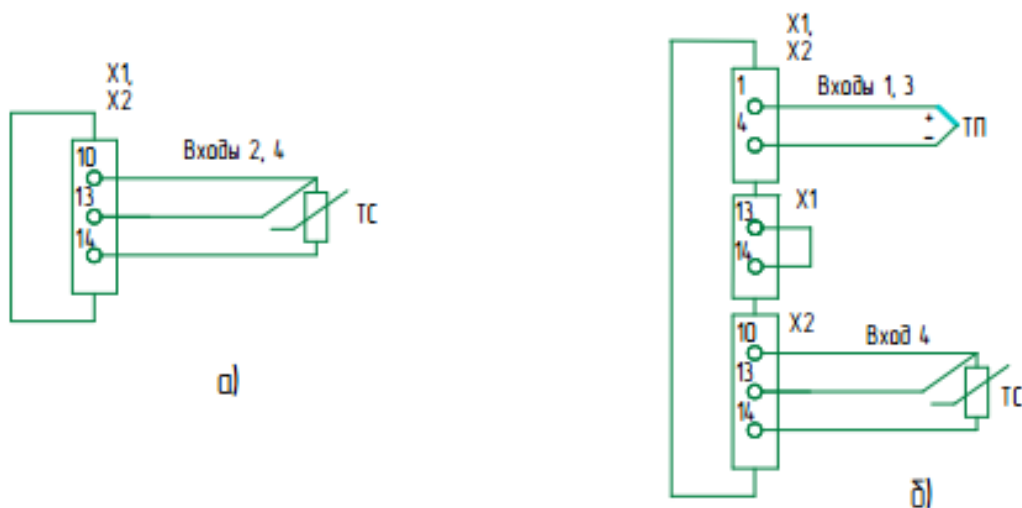 X1,
X2
10
Входы 2, 4
13
14
ТС
а)
X1,
X2
1
Входы 1, 3
4
+
-
ТП
13
X1
14
X2
10
Вход 4
13
14
ТС
б)